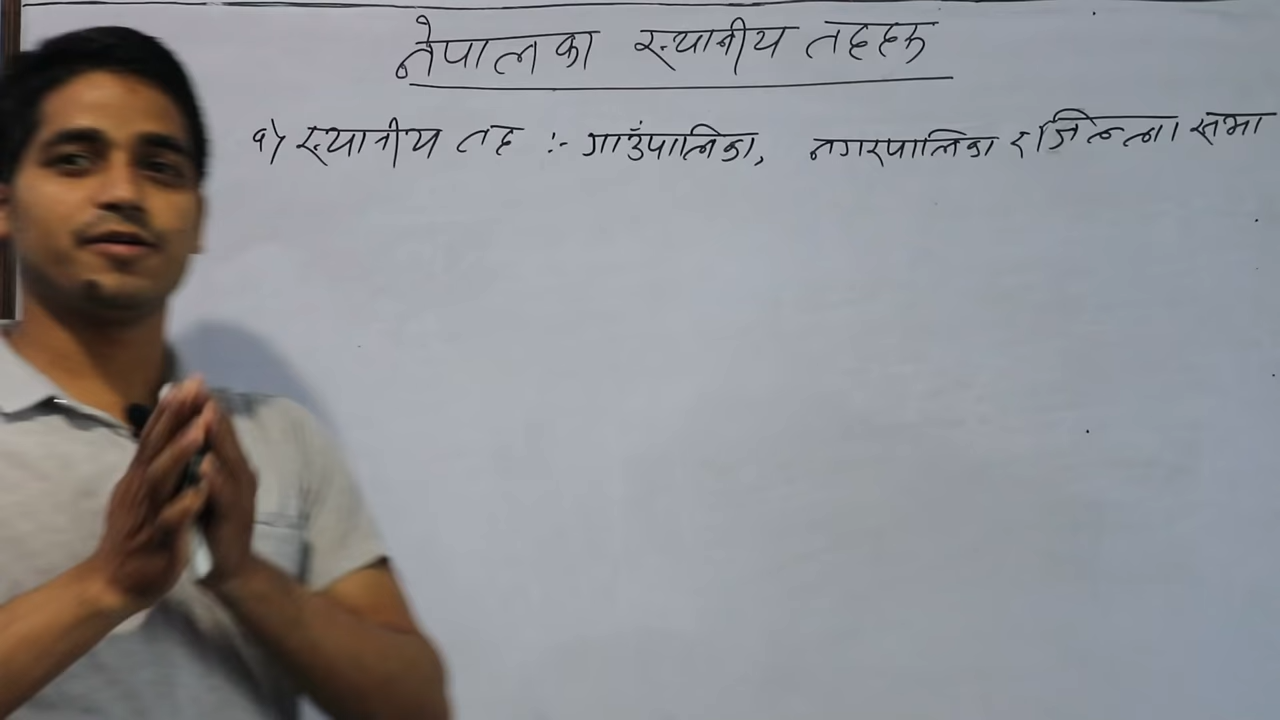 नेपालका स्थानीय तहहरू
१) स्थानीय तह :- गाउँपालिका, नगरपालिका र जिल्ला सभा